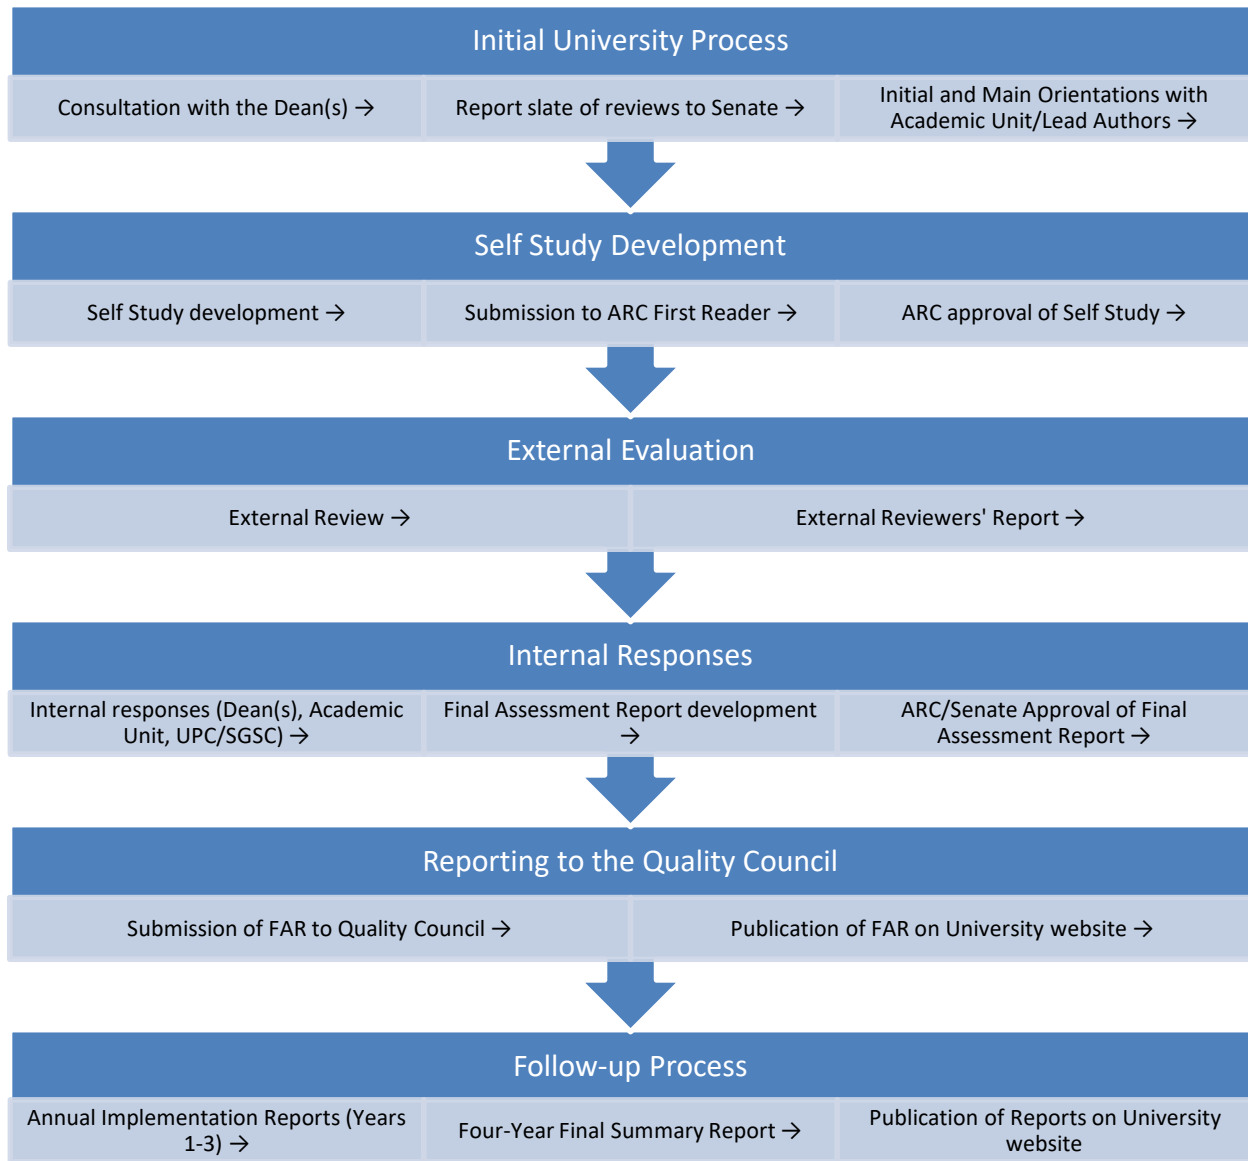 Initial University Process
Consultation with the Dean(s) →
Report slate of reviews to Senate →
Initial and Main Orientations with
Academic Unit/Lead Authors →
Self Study Development
Self Study development →
Submission to ARC First Reader →
ARC approval of Self Study →
External Evaluation
External Review →
External Reviewers' Report →
Internal Responses
Internal responses (Dean(s), Academic
Unit, UPC/SGSC) →
Final Assessment Report development
→
ARC/Senate Approval of Final
Assessment Report →
Reporting to the Quality Council
Submission of FAR to Quality Council →
Publication of FAR on University website →
Follow-up Process
Annual Implementation Reports (Years
1-3) →
Four-Year Final Summary Report →
Publication of Reports on University
website